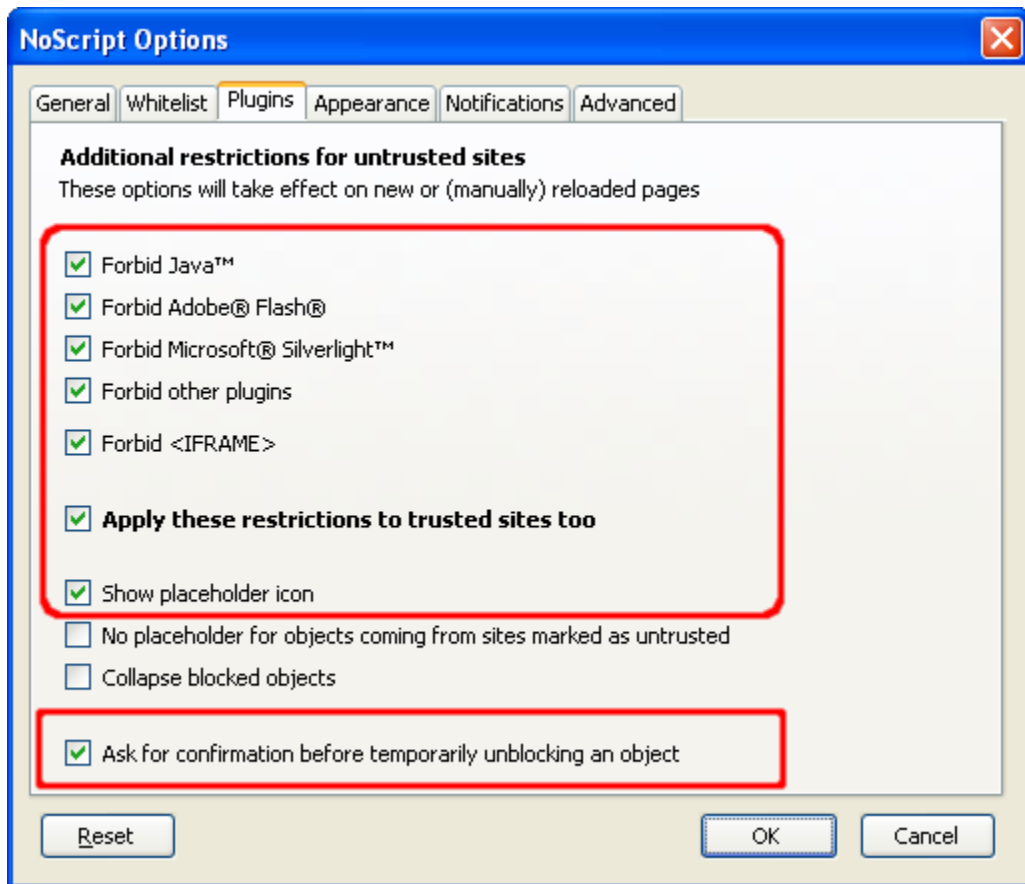 NoScript Options
General Whitelist Plugins Appearance Notifications Advanced
Additional restrictions for untrusted sites
These options will take effect on new or (manually) reloaded pages
Forbid Java™
Forbid Adobe® Flash®
Forbid Microsoft® Silverlight™
Forbid other plugins
Forbid <IFRAME>
Apply these restrictions to trusted sites too
Show placeholder icon
No placeholder for objects coming from sites marked as untrusted
Collapse blocked objects
Ask for confirmation before temporarily unblocking an object
Reset OK Cancel